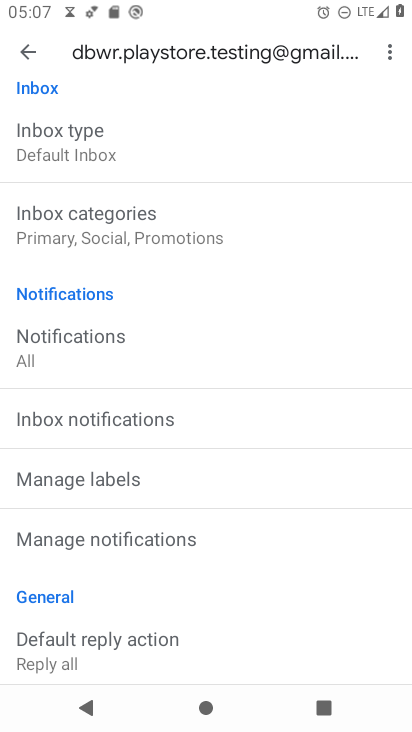 05:07
LTE
dbwr.playstore.testing@gmail....
Inbox
Inbox type
Default Inbox
Inbox categories
Primary, Social, Promotions
Notifications
Notifications
All
Inbox notifications
Manage labels
Manage notifications
General
Default reply action
Reply all